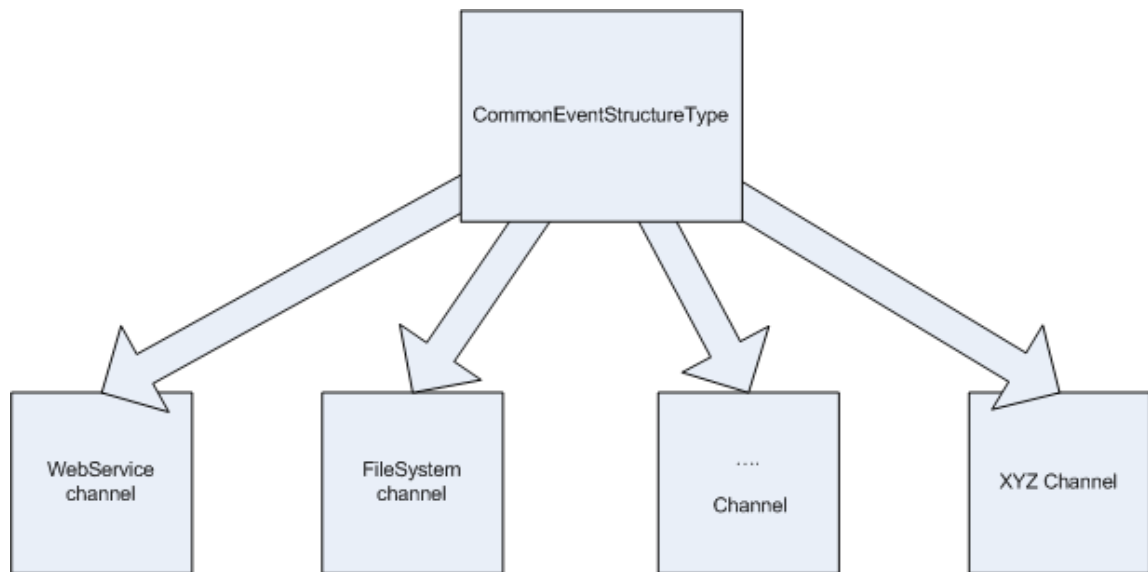 CommonEventStructureType
WebService
channel
FileSystem
channel
....
Channel
XYZ Channel